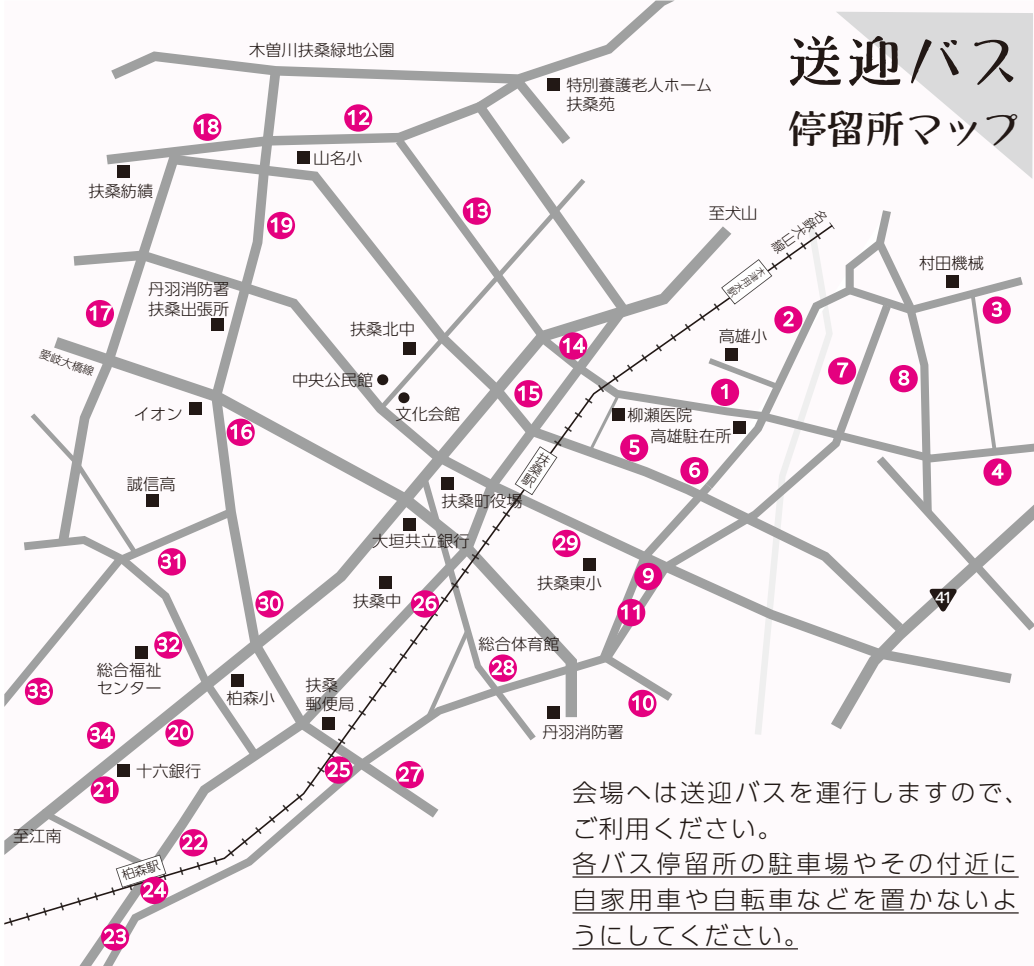 送迎バス
停留所マップ
木曽川扶桑緑地公園
特別養護老人ホーム
扶桑苑
18
12
山名小
扶桑紡績
13
19
至犬山
名鉄犬山線
木津用水駅
村田機械
丹羽消防署
扶桑出張所
17
扶桑北中
2
3
高雄小
14
7
8
愛岐大橋線
中央公民館
15
1
イオン
文化会館
柳瀬医院
高雄駐在所
16
5
6
4
扶桑駅
誠信高
扶桑町役場
大垣共立銀行
29
扶桑東小
31
扶桑中
26
9
30
11
41
32
総合体育館
28
総合福祉
センター
33
柏森小
扶桑
郵便局
10
丹羽消防署
34
20
21
十六銀行
25
27
至江南
22
柏森駅
24
23
会場へは送迎バスを運行しますので、
ご利用ください。
各バス停留所の駐車場やその付近に
自家用車や自転車などを置かないよ
うにしてください。